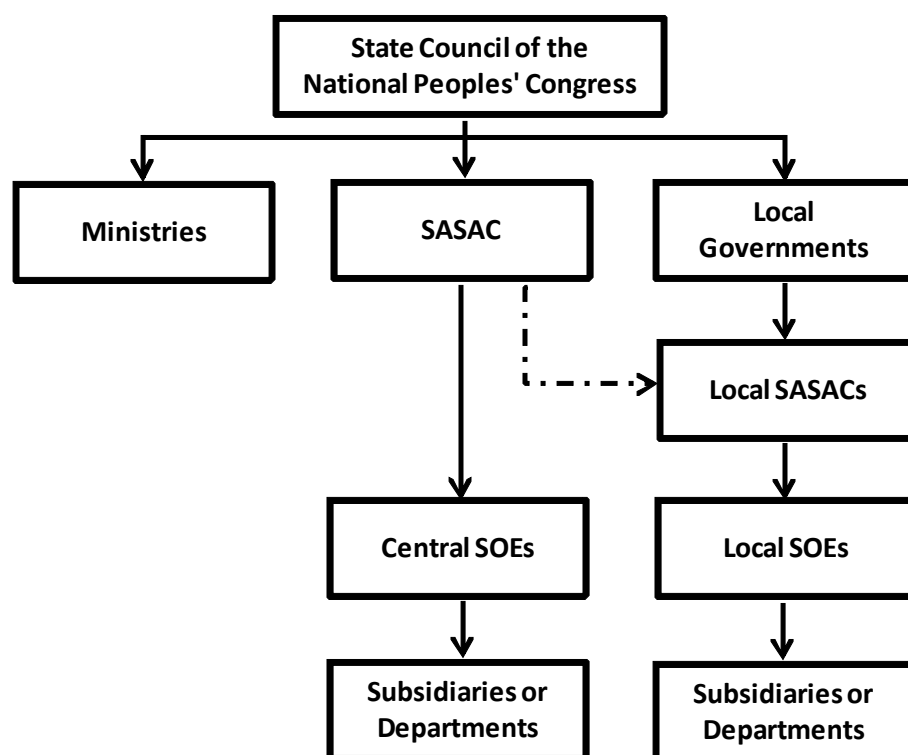 State Council of the
National Peoples' Congress
Ministries
SASAC
Local
Governments
Local SASACs
Central SOEs
Local SOEs
Subsidiaries or
Departments
Subsidiaries or
Departments